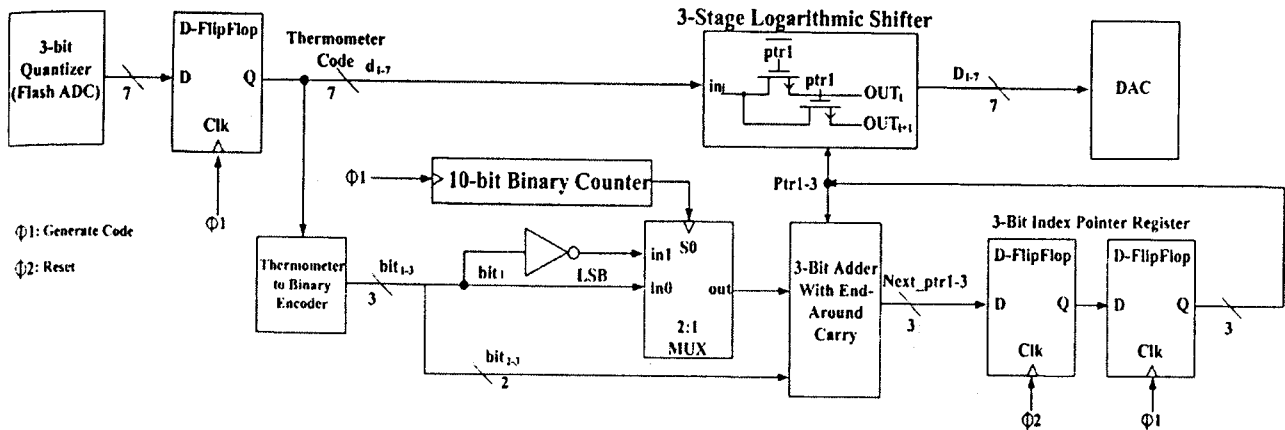 3-bit
Quantizer
(Flash ADC)
7
D-FlipFlop
D
Q
Clk
Φ1
Thermometer
Code d1-7
7
3-Stage Logarithmic Shifter
ptr1
ptr1
ini
OUTi
OUTi+1
D1-7
7
DAC
Φ1
10-bit Binary Counter
Ptr1-3
3-Bit Index Pointer Register
Φ1: Generate Code
Φ2: Reset
Thermometer
to Binary
Encoder
bit1-3
3
bit1
LSB
in1
in0
S0
out
2:1
MUX
bit2-3
2
3-Bit Adder
With End-
Around
Carry
Next_ptr1-3
3
D-FlipFlop
D
Q
Clk
Φ2
D-FlipFlop
D
Q
Clk
Φ1
3